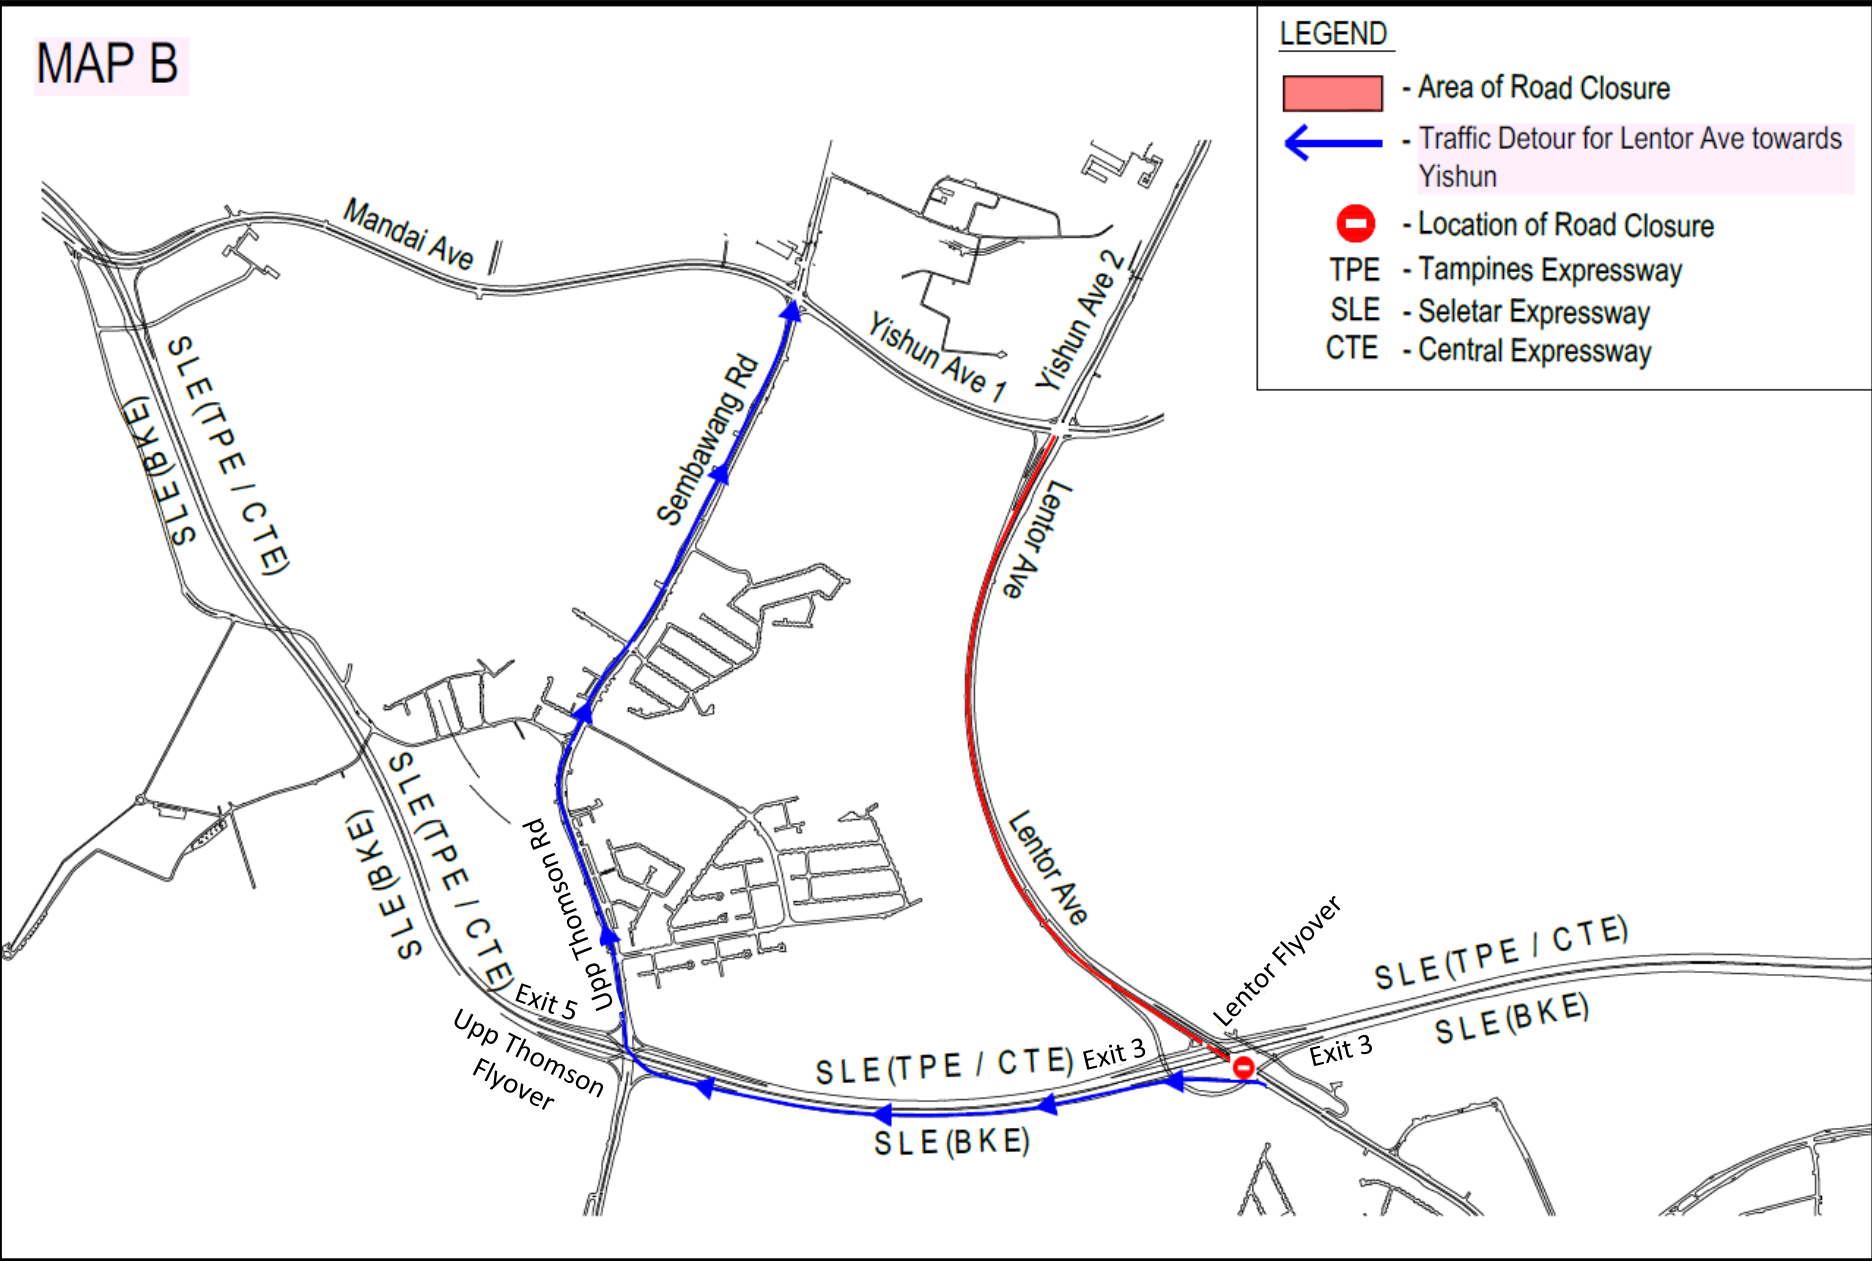 MAP B
LEGEND
- Area of Road Closure
- Traffic Detour for Lentor Ave towards
Yishun
- Location of Road Closure
TPE - Tampines Expressway
SLE - Seletar Expressway
CTE - Central Expressway
Mandai Ave
Yishun Ave 2
Yishun Ave 1
SLE(TPE / CTE)
SLE(BKE)
Sembawang Rd
Lentor Ave
SLE(TPE / CTE)
SLE(BKE)
Upp Thomson Rd
Lentor Ave
Lentor Flyover
SLE(TPE / CTE)
SLE(BKE)
Exit 5
Upp Thomson
Flyover
SLE(TPE / CTE)
Exit 3
Exit 3
SLE(BKE)